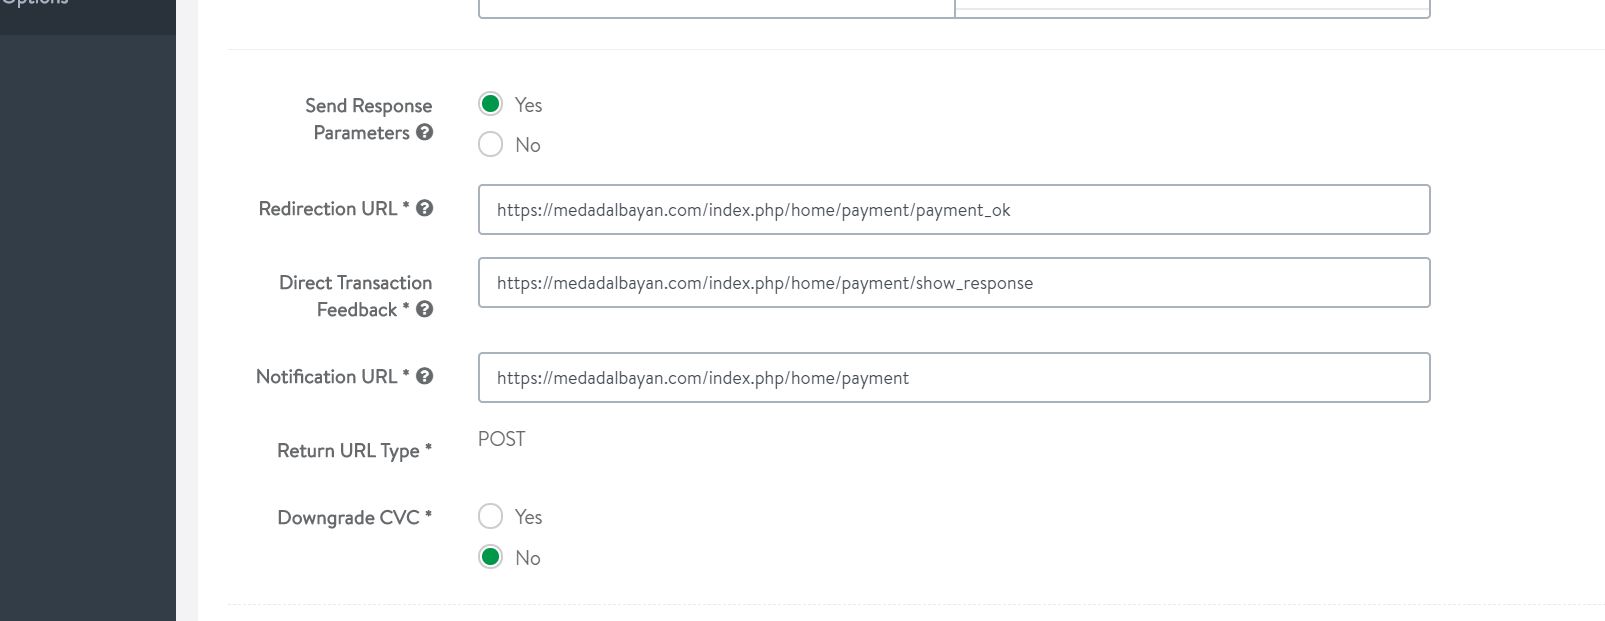 Options
Send Response
Parameters
Yes
No
Redirection URL *
https://medadalbayan.com/index.php/home/payment/payment_ok
Direct Transaction
Feedback *
https://medadalbayan.com/index.php/home/payment/show_response
Notification URL *
https://medadalbayan.com/index.php/home/payment
Return URL Type *
POST
Downgrade CVC *
Yes
No